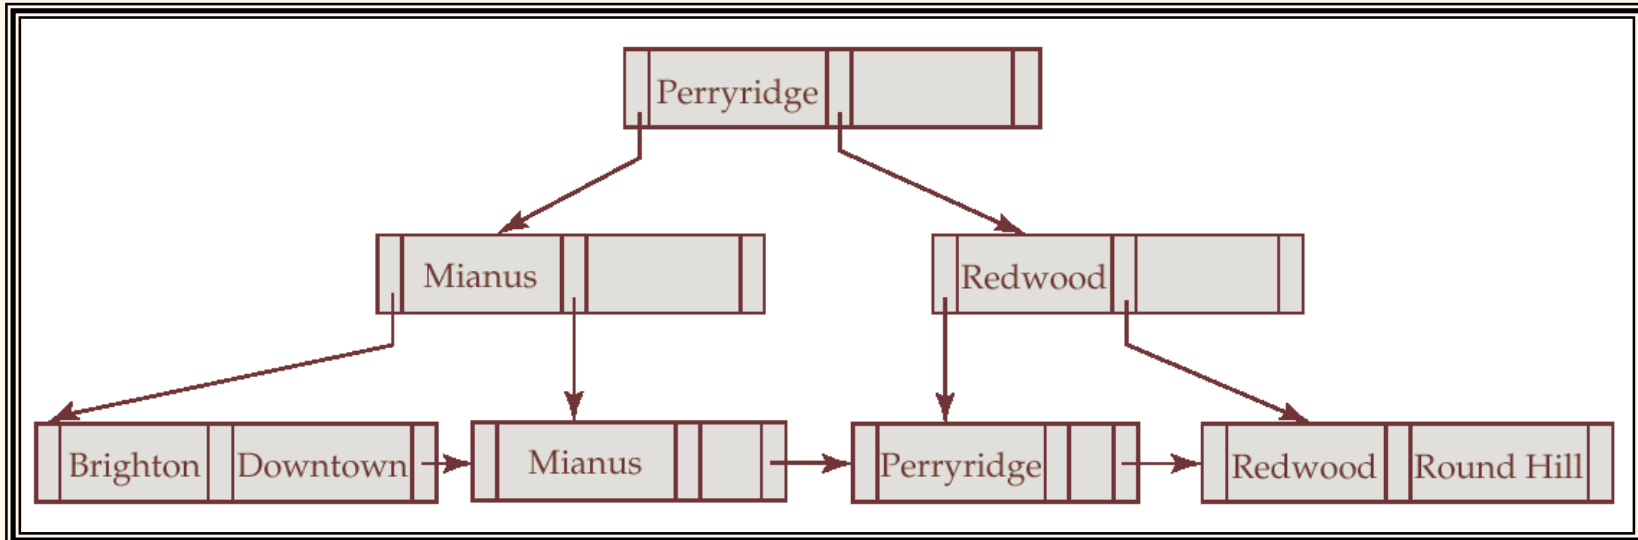 Perryridge
Mianus
Redwood
Brighton Downtown
Mianus
Perryridge
Redwood Round Hill